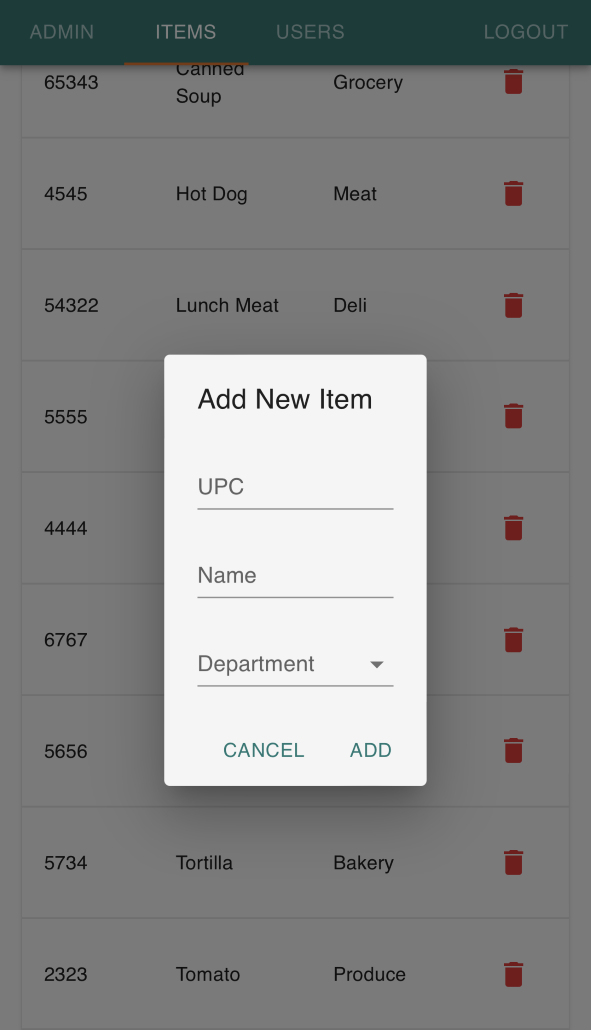 ADMIN ITEMS USERS LOGOUT
65343 Canned Soup Grocery
4545 Hot Dog Meat
54322 Lunch Meat Deli
5555
4444
6767
5656
Add New Item
UPC
Name
Department
CANCEL ADD
5734 Tortilla Bakery
2323 Tomato Produce